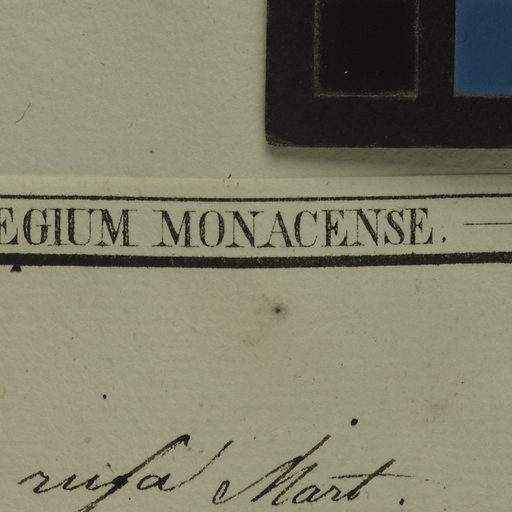 EGIUM MONACENSE. —
rufa Mart.